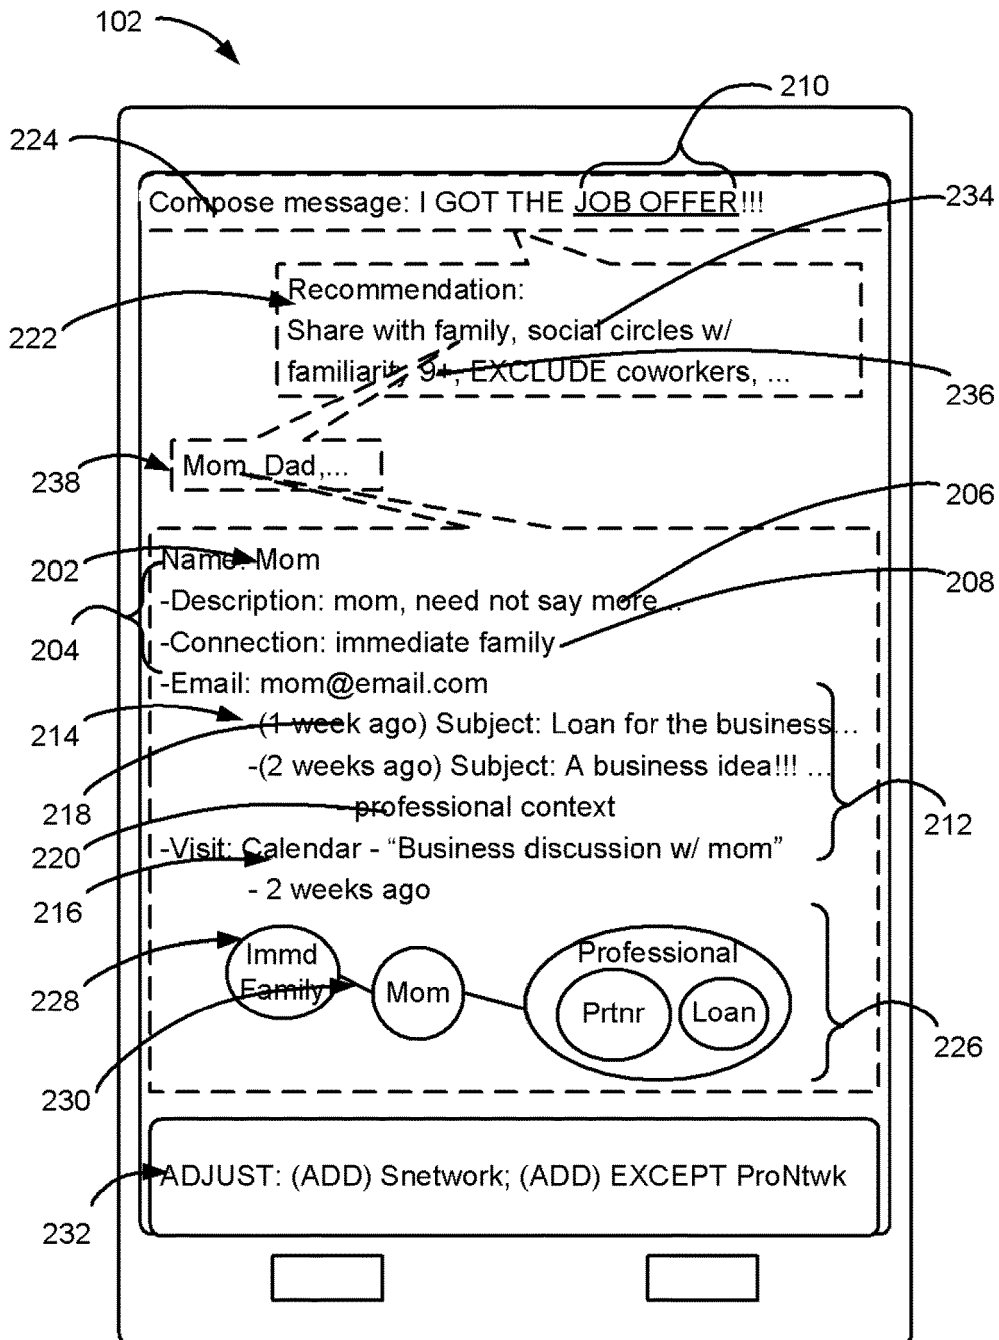 102
210
224
Compose message: I GOT THE JOB OFFER!!!
234
Recommendation:
Share with family, social circles w/
222
familiarity 9+, EXCLUDE coworkers, ...
236
Mom, Dad,...
238
206
202
Name: Mom
208
-Description: mom, need not say more...
204
-Connection: immediate family
-Email: mom@email.com
214
-(1 week ago) Subject: Loan for the business...
-(2 weeks ago) Subject: A business idea!!! ...
218
professional context
212
220
-Visit: Calendar - “Business discussion w/ mom”
216
- 2 weeks ago
228
Immd
Family
Mom
Professional
Prtnr
Loan
226
230
ADJUST: (ADD) Snetwork; (ADD) EXCEPT ProNtwk
232